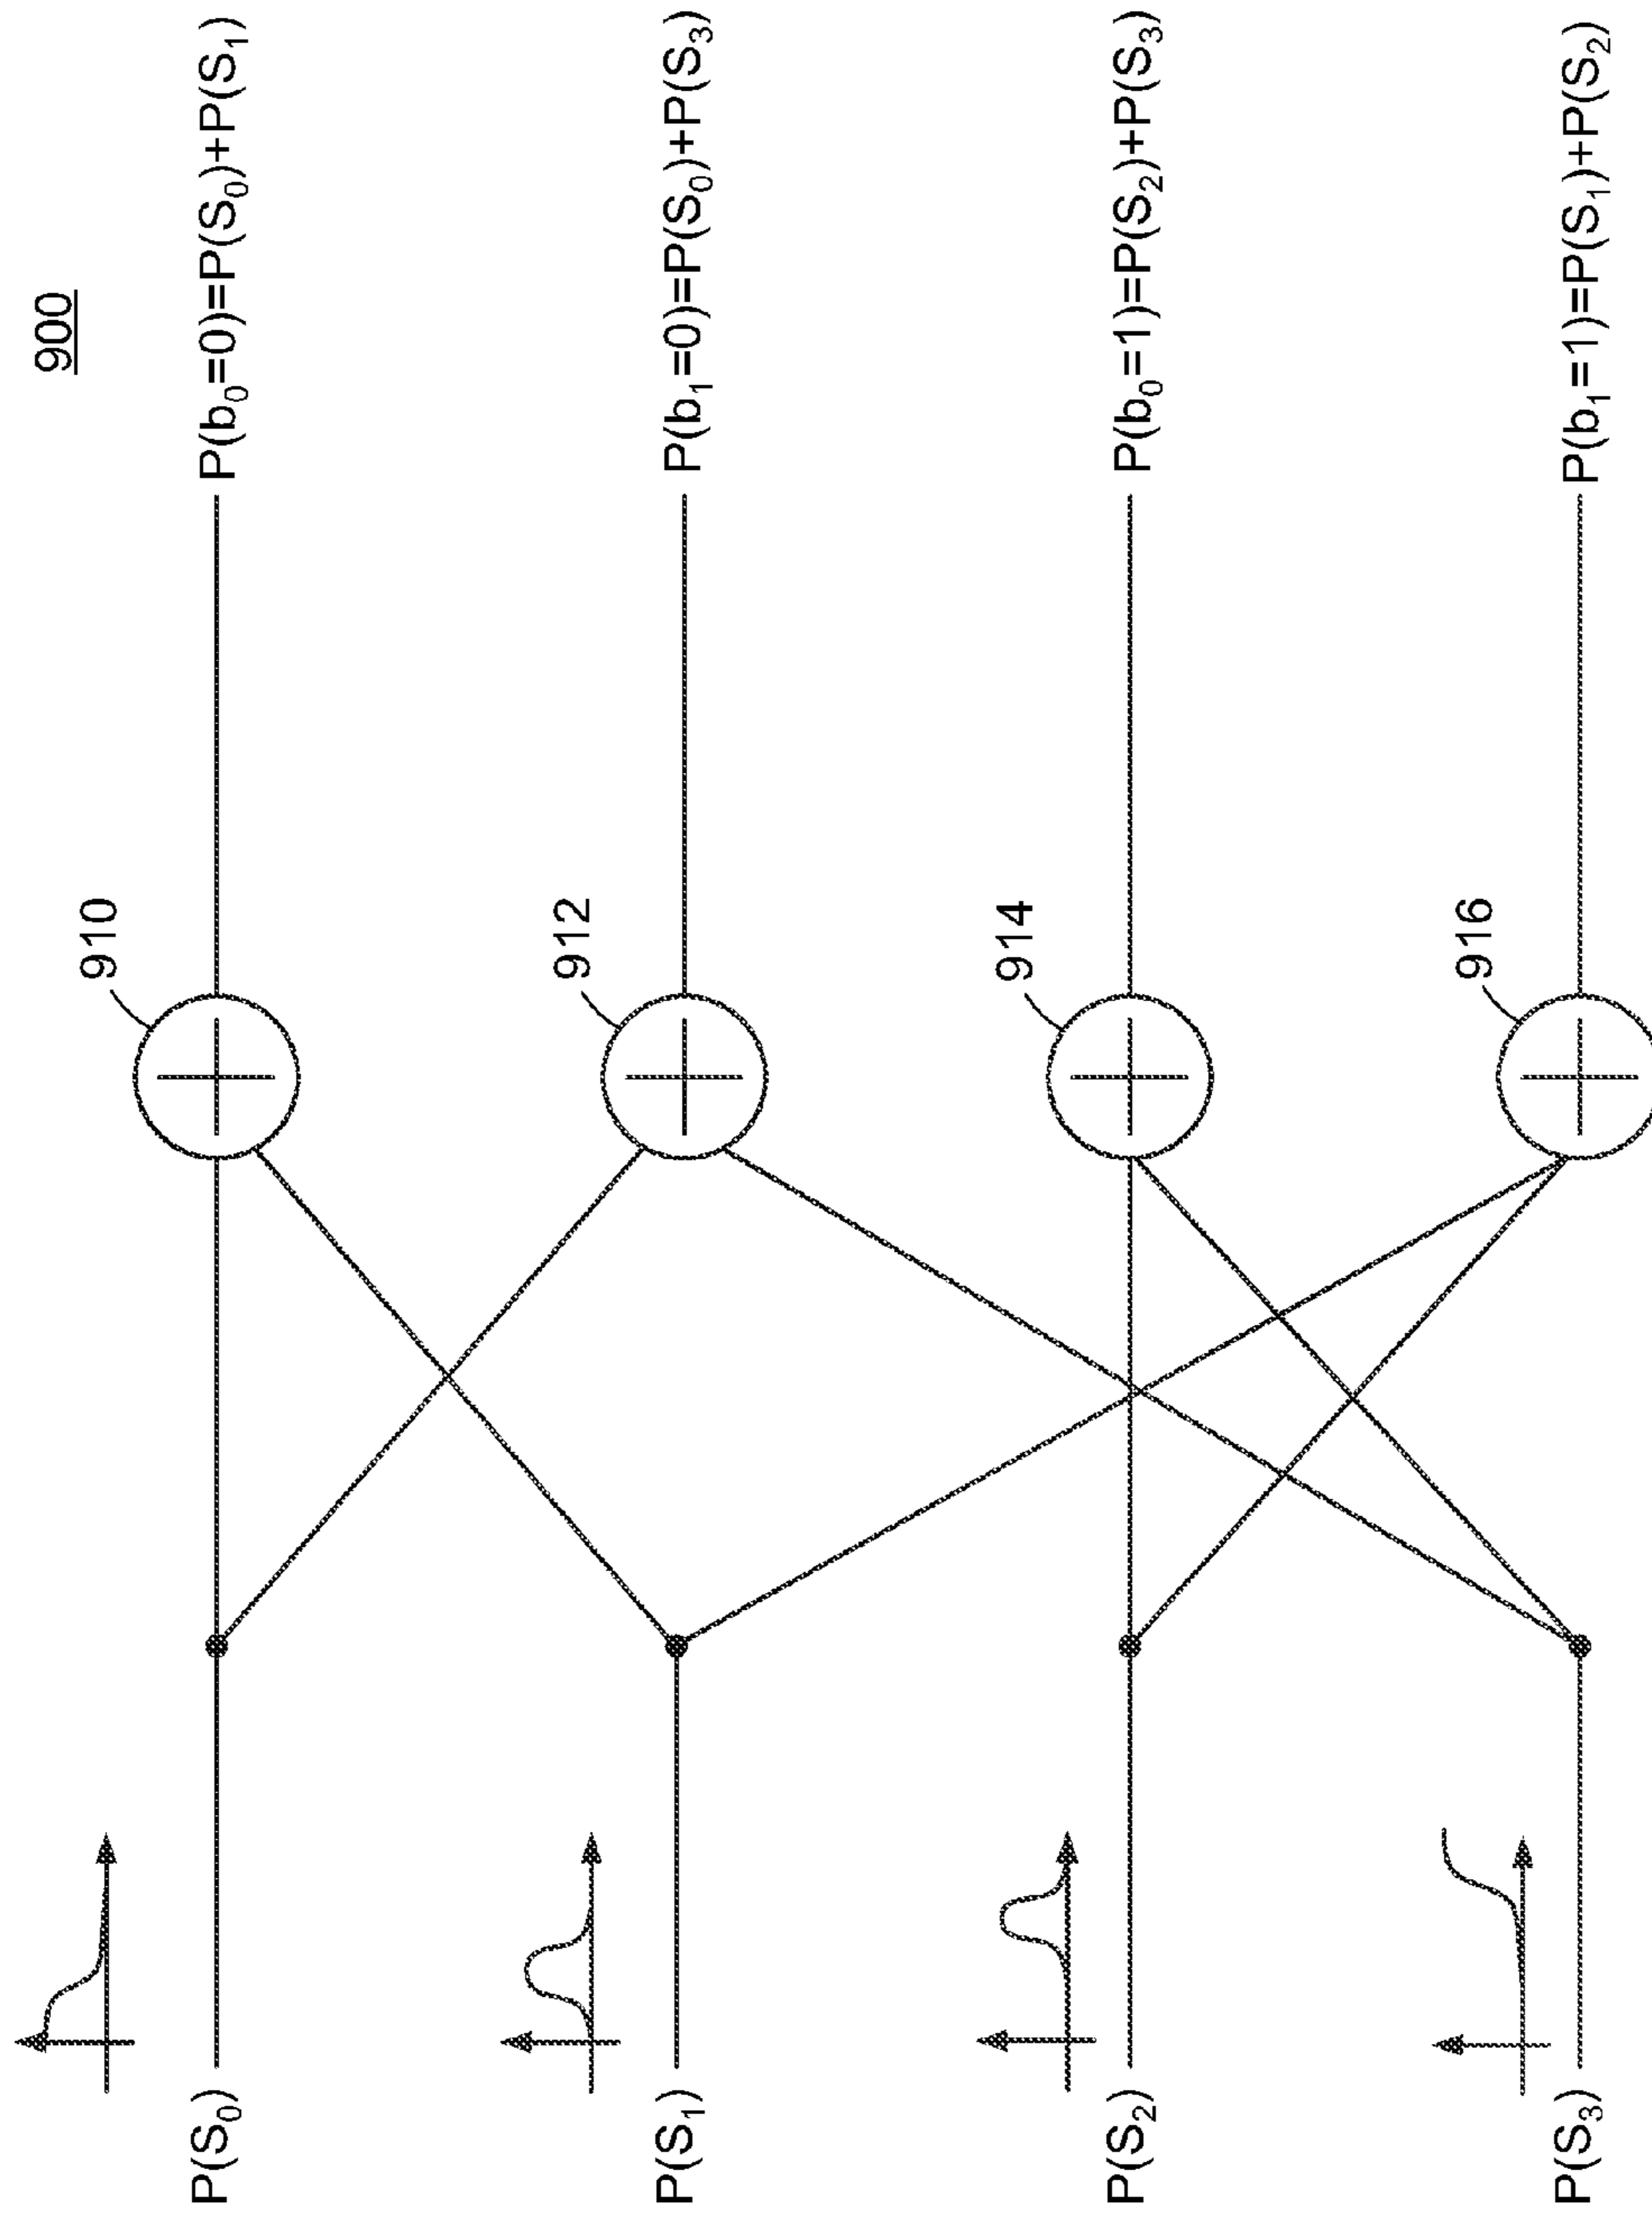 900
910
P(S0)
P(b0=0)=P(S0)+P(S1)
912
P(S1)
P(b1=0)=P(S0)+P(S3)
914
P(S2)
P(b0=1)=P(S2)+P(S3)
916
P(S3)
P(b1=1)=P(S1)+P(S2)